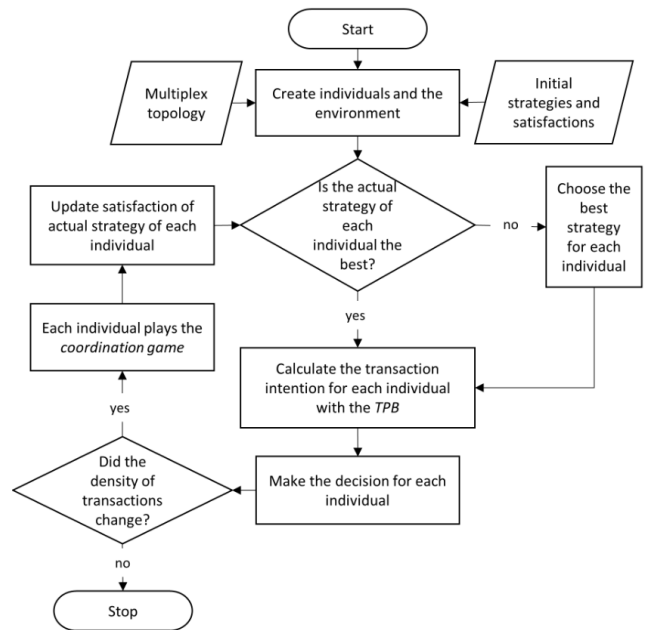 Start
Multiplex
topology
Create individuals and the
environment
Initial
strategies and
satisfactions
Update satisfaction of
actual strategy of each
individual
Is the actual
strategy of
each
individual the
best?
no
Choose the
best
strategy
for each
individual
yes
Each individual plays the
coordination game
Calculate the transaction
intention for each individual
with the TPB
yes
Did the
density of
transactions
change?
Make the decision for each
individual
no
Stop